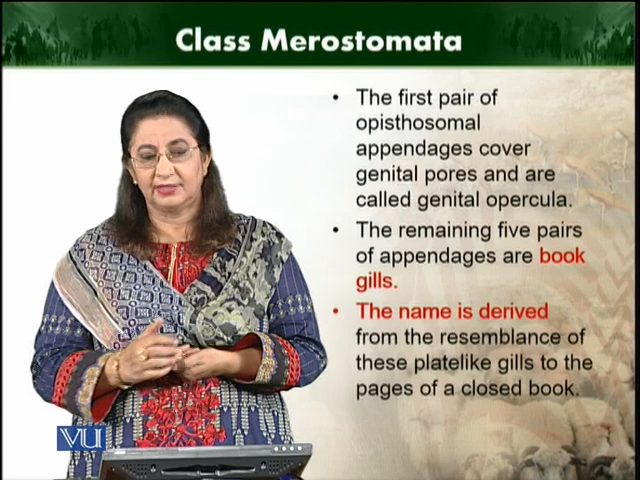 Class Merostomata
• The first pair of
opisthosomal
appendages cover
genital pores and are
called genital opercula.
• The remaining five pairs
of appendages are book
gills.
• The name is derived
from the resemblance of
these platelike gills to the
pages of a closed book.
VU